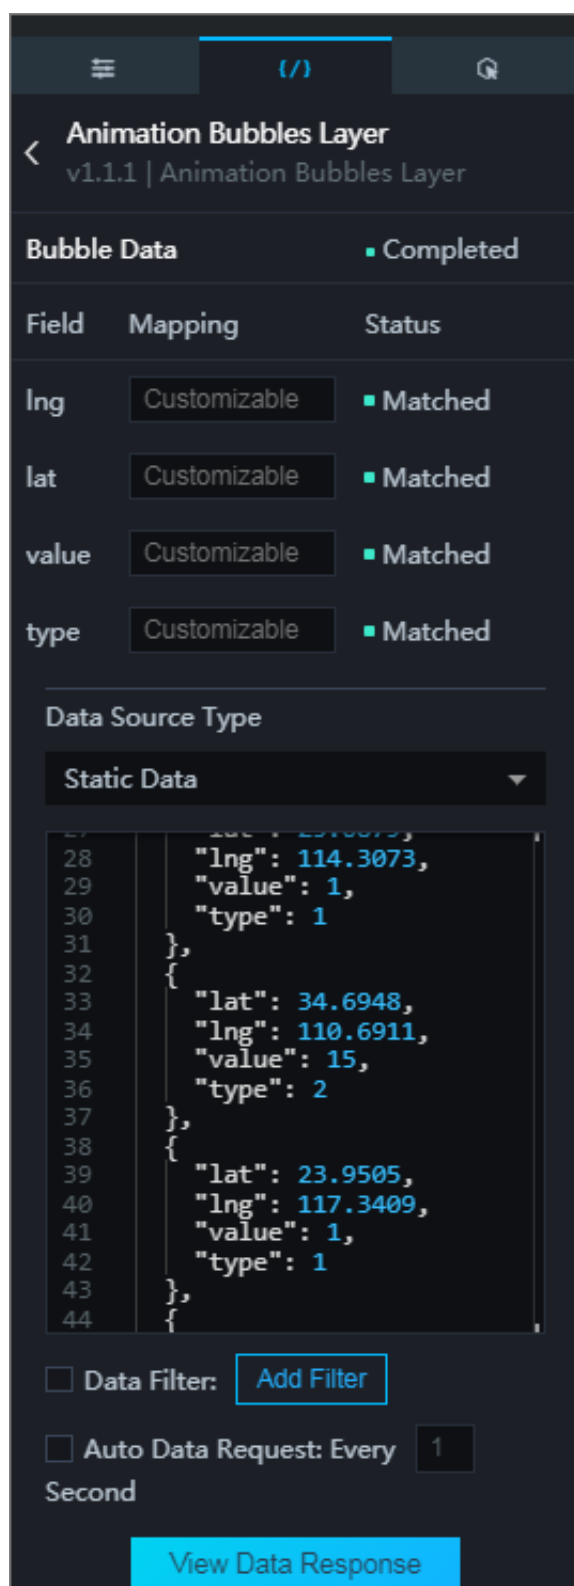 {/}
Animation Bubbles Layer
v1.1.1 | Animation Bubbles Layer
Bubble Data Completed
Field Mapping Status
lng Customizable Matched
lat Customizable Matched
value Customizable Matched
type Customizable Matched
Data Source Type
Static Data
28 "lng": 114.3073,
29 "value": 1,
30 "type": 1
31 },
32 {
33 "lat": 34.6948,
34 "lng": 110.6911,
35 "value": 15,
36 "type": 2
37 },
38 {
39 "lat": 23.9505,
40 "lng": 117.3409,
41 "value": 1,
42 "type": 1
43 },
44 {
Data Filter: Add Filter
Auto Data Request: Every 1
Second
View Data Response